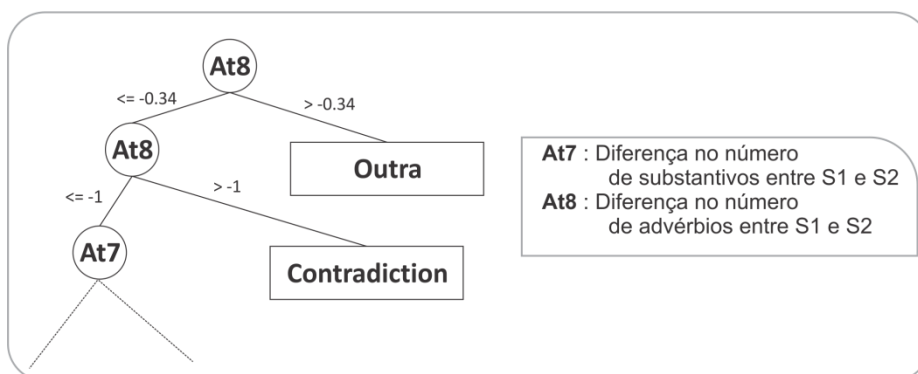 At8
<= -0.34
> -0.34
At8
Outra
<= -1
> -1
At7
Contradiction
At7 : Diferença no número
de substantivos entre S1 e S2
At8 : Diferença no número
de advérbios entre S1 e S2